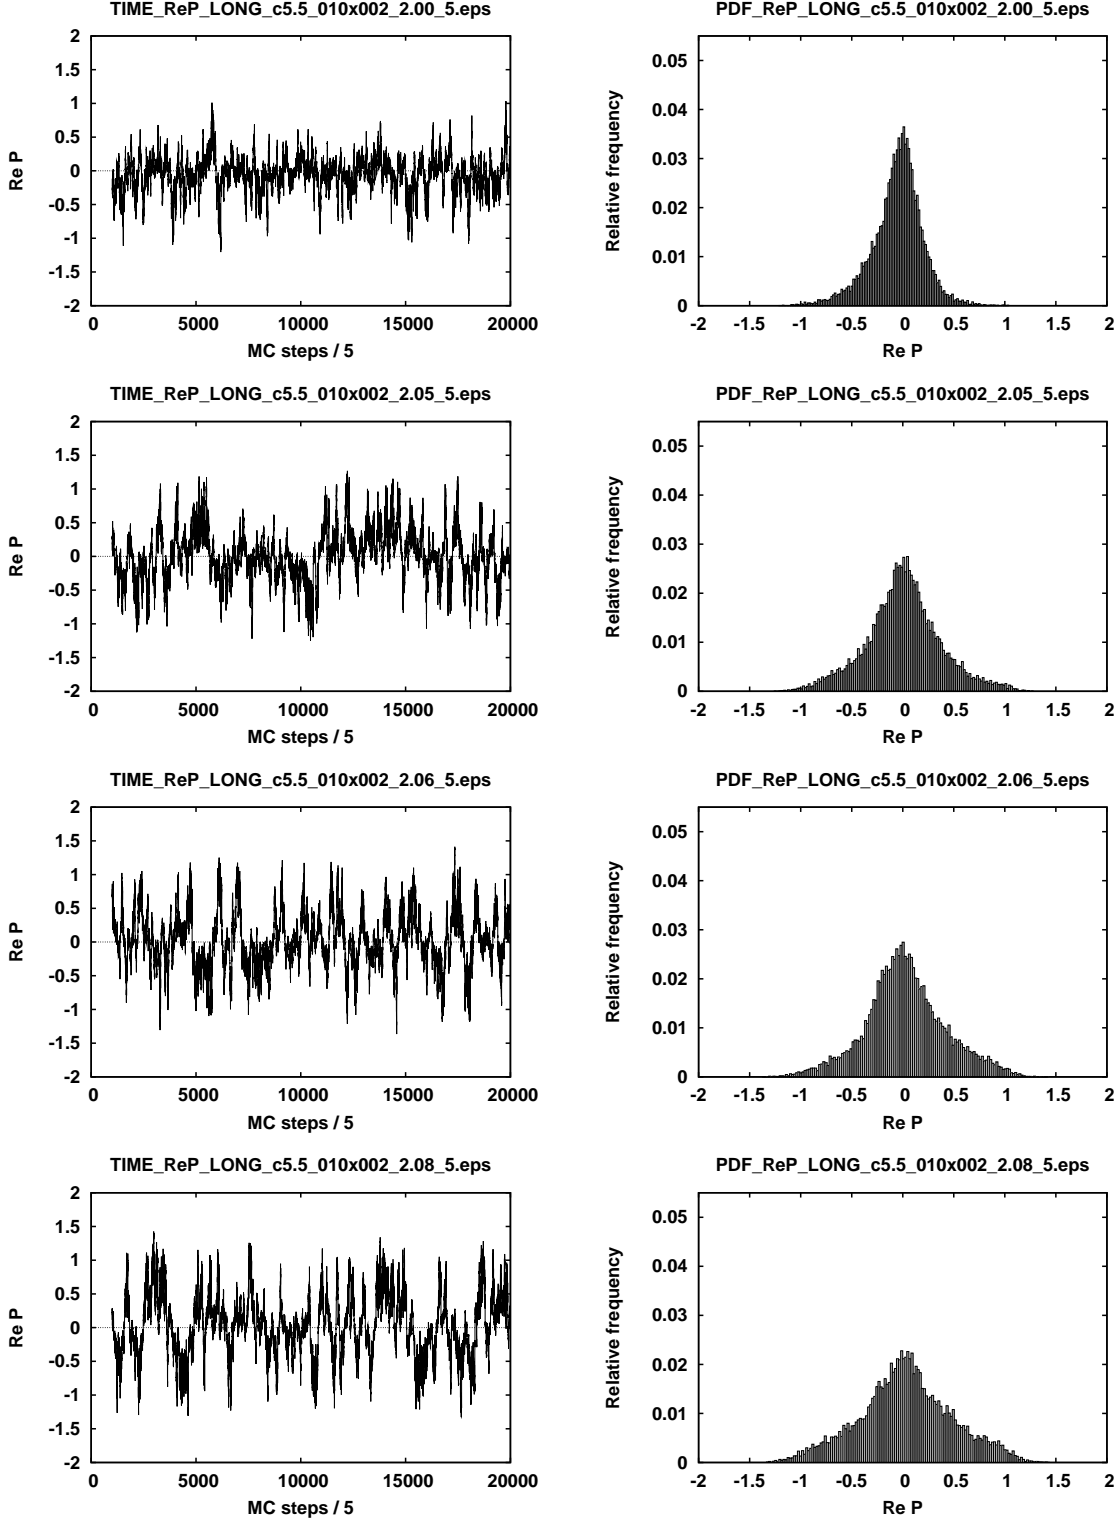 TIME_ReP_LONG_c5.5_010x002_2.00_5.eps
2
1.5
1
0.5
0
-0.5
-1
-1.5
-2
Re P
0 5000 10000 15000 20000
MC steps / 5
PDF_ReP_LONG_c5.5_010x002_2.00_5.eps
0.05
0.04
0.03
0.02
0.01
0
Relative frequency
-2 -1.5 -1 -0.5 0 0.5 1 1.5 2
Re P
TIME_ReP_LONG_c5.5_010x002_2.05_5.eps
2
1.5
1
0.5
0
-0.5
-1
-1.5
-2
Re P
0 5000 10000 15000 20000
MC steps / 5
PDF_ReP_LONG_c5.5_010x002_2.05_5.eps
0.05
0.04
0.03
0.02
0.01
0
Relative frequency
-2 -1.5 -1 -0.5 0 0.5 1 1.5 2
Re P
TIME_ReP_LONG_c5.5_010x002_2.06_5.eps
2
1.5
1
0.5
0
-0.5
-1
-1.5
-2
Re P
0 5000 10000 15000 20000
MC steps / 5
PDF_ReP_LONG_c5.5_010x002_2.06_5.eps
0.05
0.04
0.03
0.02
0.01
0
Relative frequency
-2 -1.5 -1 -0.5 0 0.5 1 1.5 2
Re P
TIME_ReP_LONG_c5.5_010x002_2.08_5.eps
2
1.5
1
0.5
0
-0.5
-1
-1.5
-2
Re P
0 5000 10000 15000 20000
MC steps / 5
PDF_ReP_LONG_c5.5_010x002_2.08_5.eps
0.05
0.04
0.03
0.02
0.01
0
Relative frequency
-2 -1.5 -1 -0.5 0 0.5 1 1.5 2
Re P